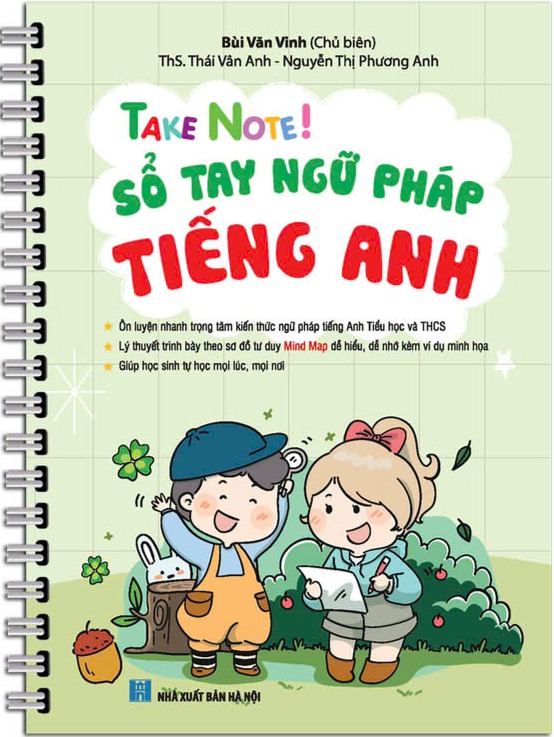 Bùi Văn Vinh (Chủ biên)
ThS. Thái Vân Anh - Nguyễn Thị Phương Anh
TAKE NOTE!
SỔ TAY NGỮ PHÁP
TIẾNG ANH
Ôn luyện nhanh trọng tâm kiến thức ngữ pháp tiếng Anh Tiểu học và THCS
Lý thuyết trình bày theo sơ đồ tư duy Mind Map dễ hiểu, dễ nhớ kèm ví dụ minh họa
Giúp học sinh tự học mọi lúc, mọi nơi
NHÀ XUẤT BẢN HÀ NỘI